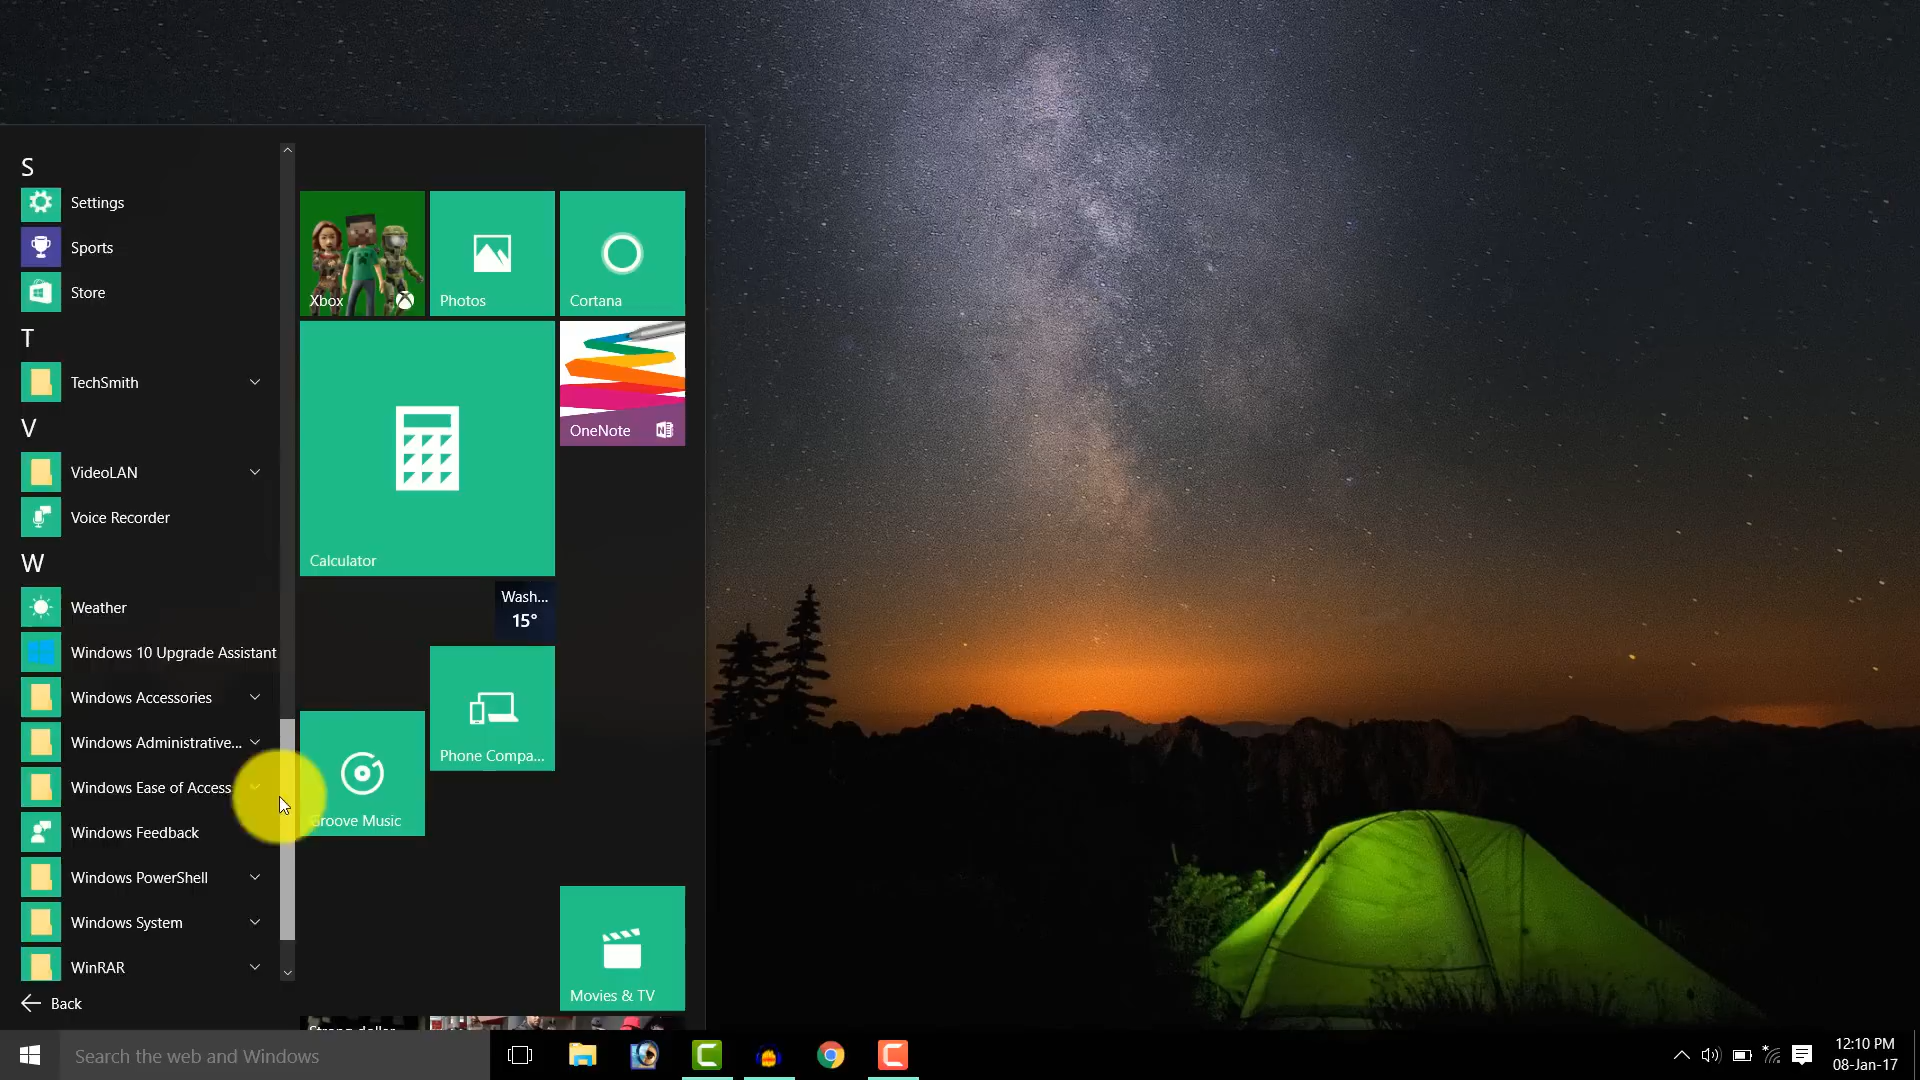 S
Settings
Sports
Store
T
TechSmith
V
VideoLAN
Voice Recorder
W
Weather
Windows 10 Upgrade Assistant
Windows Accessories
Windows Administrative...
Windows Ease of Access
Windows Feedback
Windows PowerShell
Windows System
WinRAR
Back
Xbox
Photos
Cortana
Calculator
OneNote
Wash...
15°
Phone Compa...
Groove Music
Movies & TV
Search the web and Windows
12:10 PM
08-Jan-17